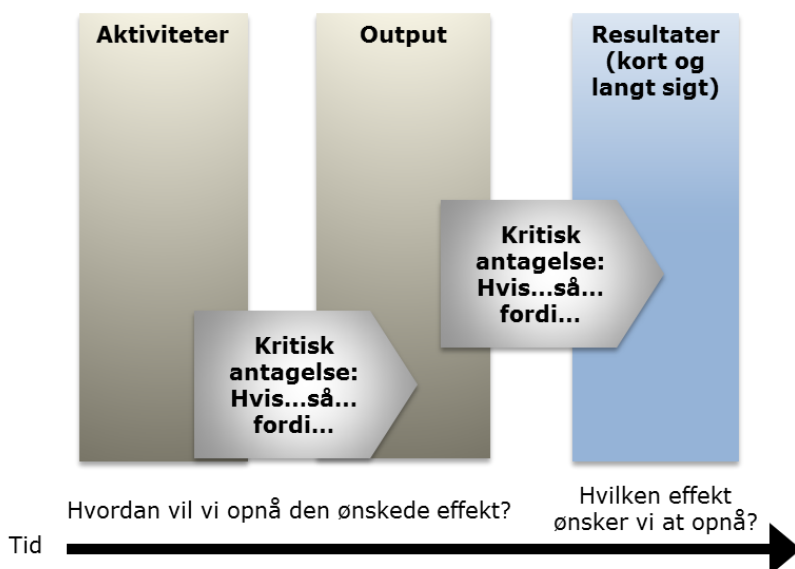 Aktiviteter
Output
Resultater
(kort og
langt sigt)
Kritisk
antagelse:
Hvis...så...
fordi...
Kritisk
antagelse:
Hvis...så...
fordi...
Hvordan vil vi opnå den ønskede effekt?
Hvilken effekt
ønsker vi at opnå?
Tid